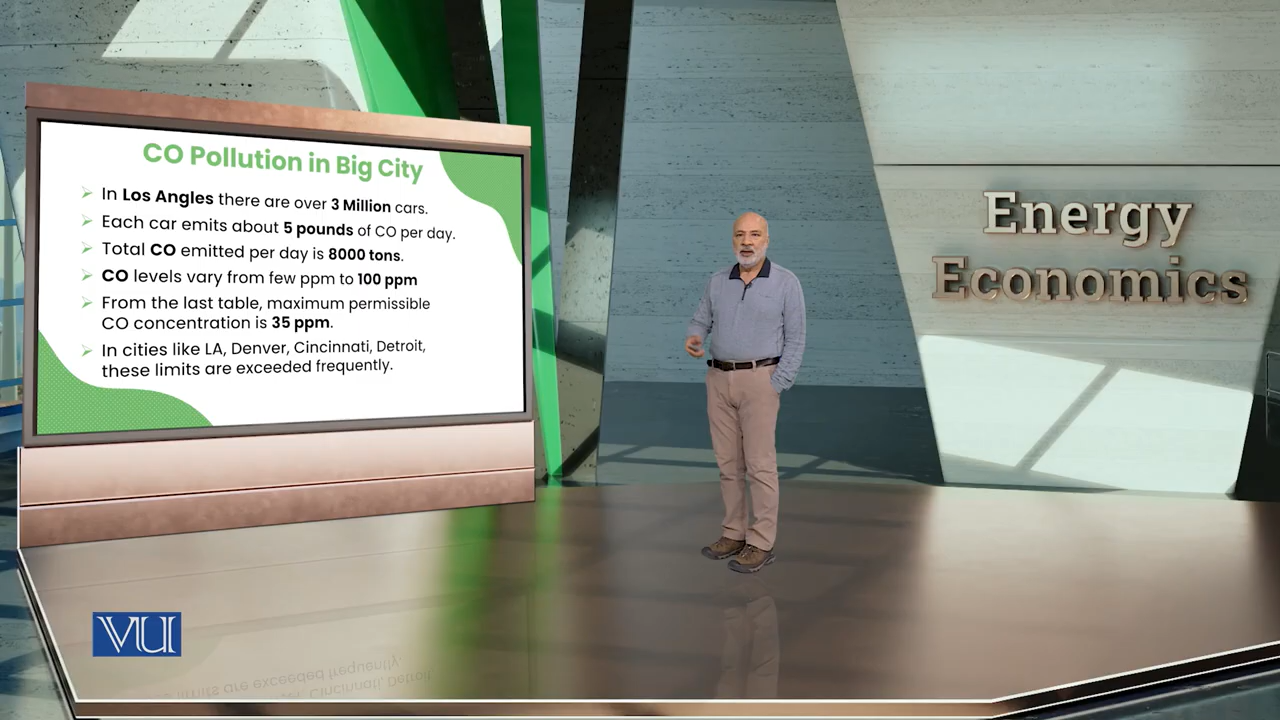 CO Pollution in Big City
In Los Angles there are over 3 Million cars.
Each car emits about 5 pounds of CO per day.
Total CO emitted per day is 8000 tons.
CO levels vary from few ppm to 100 ppm
From the last table, maximum permissible
CO concentration is 35 ppm.
In cities like LA, Denver, Cincinnati, Detroit,
these limits are exceeded frequently.
Energy
Economics
VU